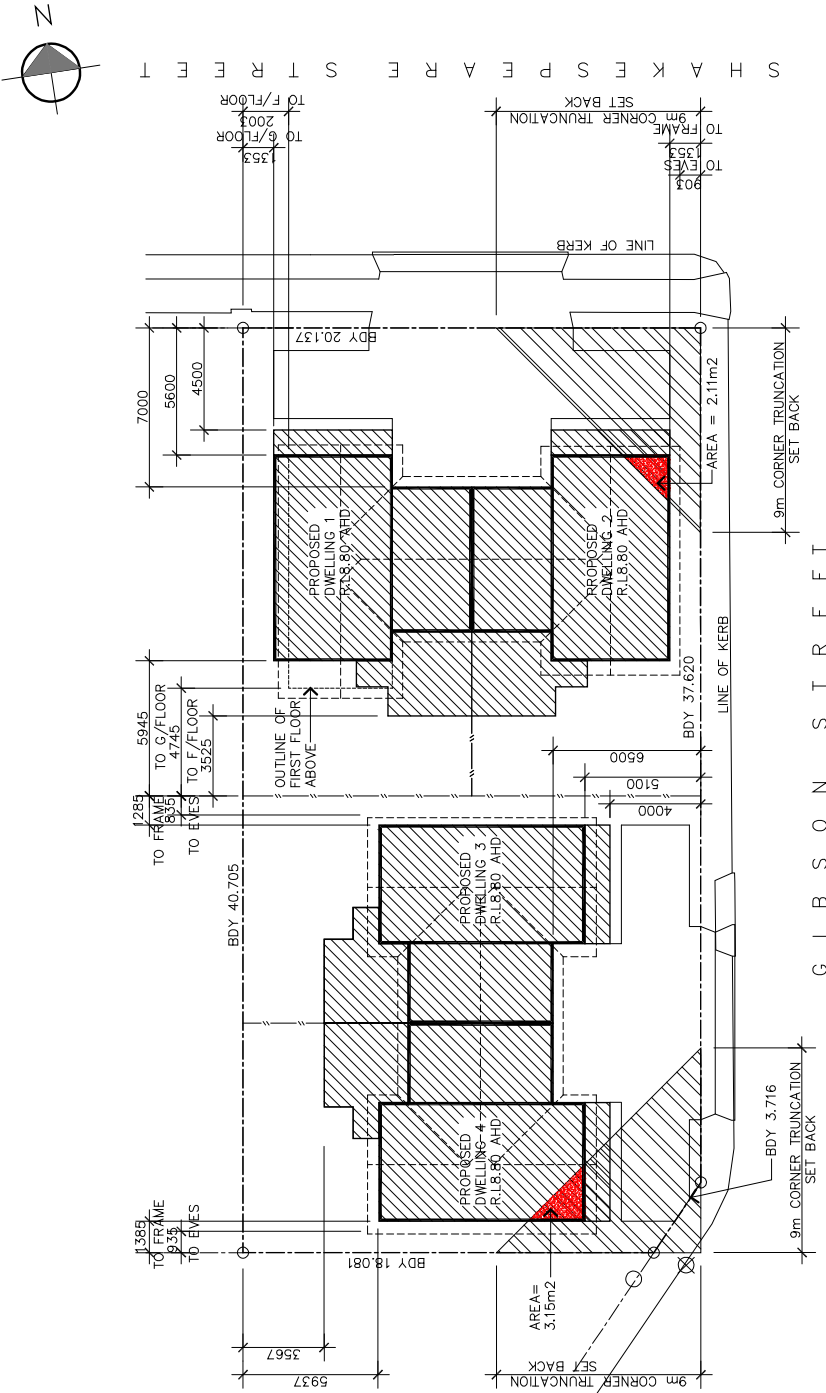 N
SHAKESPEARE STREET
TO F/FLOOR
2003
TO G/FLOOR
1353
9m CORNER TRUNCATION
SET BACK
TO FRAME
1353
TO EVES
903
LINE OF KERB
BDY 20.137
7000
5600
4500
AREA = 2.11m2
9m CORNER TRUNCATION
SET BACK
PROPOSED
DWELLING 1
R.L8.80 AHD
PROPOSED
DWELLING 2
R.L8.80 AHD
5945
TO G/FLOOR
4745
TO F/FLOOR
3525
OUTLINE OF
FIRST FLOOR
ABOVE
BDY 37.620
LINE OF KERB
GIBSON STREET
6500
5100
4000
1285
TO FRAME
835
TO EVES
BDY 40.705
PROPOSED
DWELLING 3
R.L8.80 AHD
PROPOSED
DWELLING 4
R.L8.80 AHD
1385
TO FRAME
935
TO EVES
BDY 18.081
BDY 3.716
9m CORNER TRUNCATION
SET BACK
AREA=
3.15m2
3567
5937
9m CORNER TRUNCATION
SET BACK